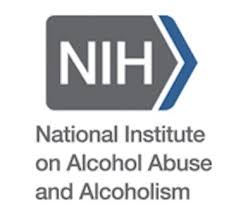 NIH
National Institute
on Alcohol Abuse
and Alcoholism